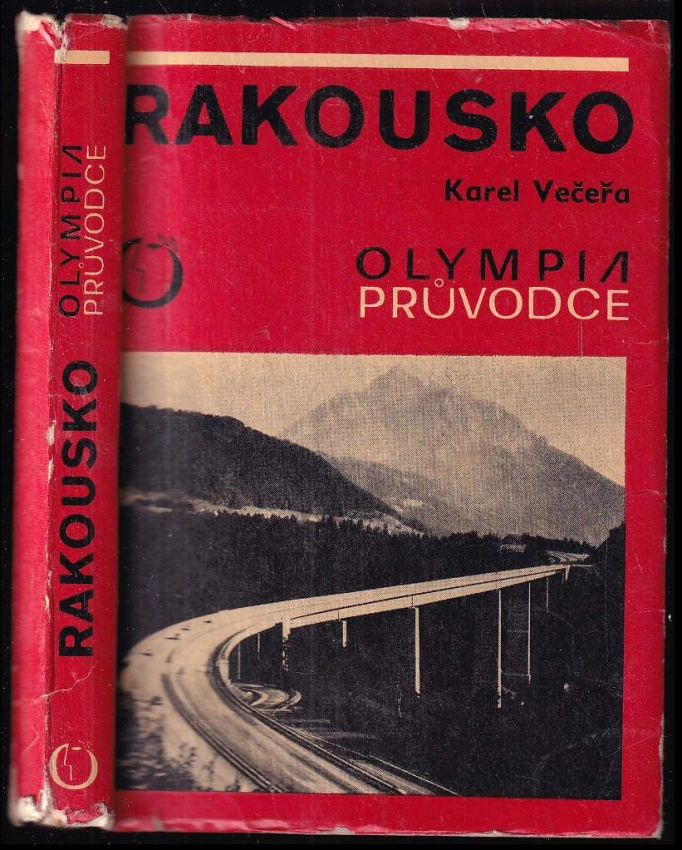 RAKOUSKO
Karel Večeřa
OLYMPIA
PRŮVODCE
OLYMPIA
PRŮVODCE
RAKOUSKO